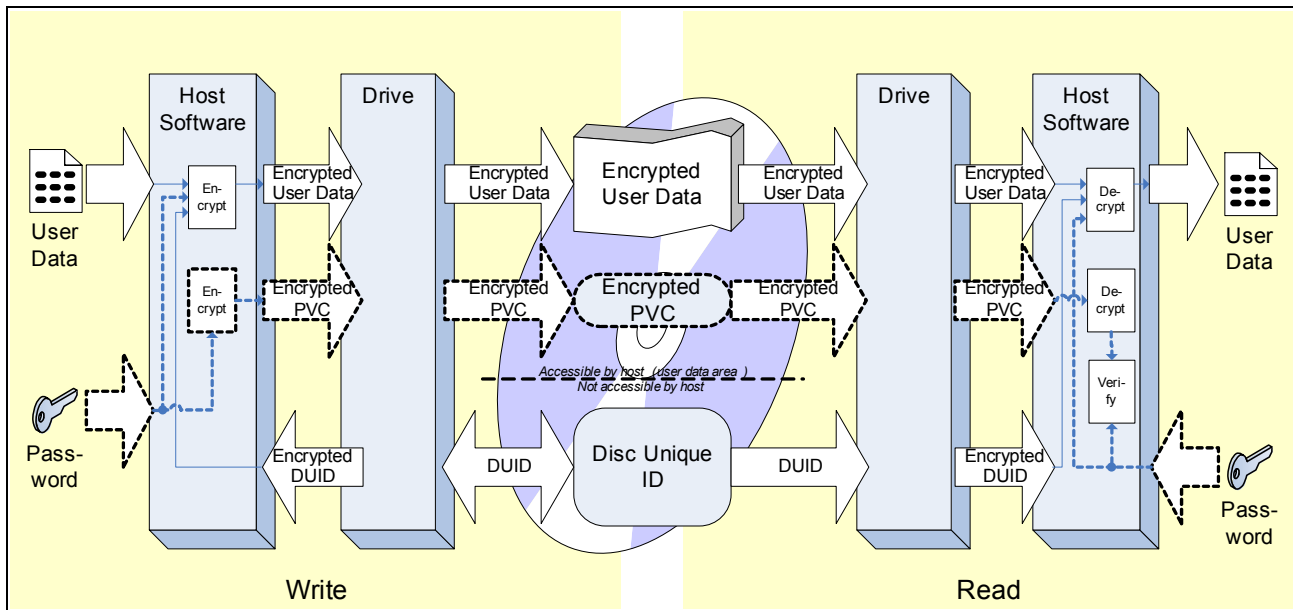 Host
Software
Drive
Drive
Host
Software
User
Data
En-
crypt
Encrypted
User Data
Encrypted
User Data
Encrypted
User Data
Encrypted
User Data
Encrypted
User Data
De-
crypt
User
Data
En-
crypt
Encrypted
PVC
Encrypted
PVC
Encrypted
PVC
Encrypted
PVC
Encrypted
PVC
De-
crypt
Accessible by host (user data area )
Not accessible by host
Veri-
fy
Pass-
word
Encrypted
DUID
DUID
Disc Unique
ID
DUID
Encrypted
DUID
Pass-
word
Write
Read